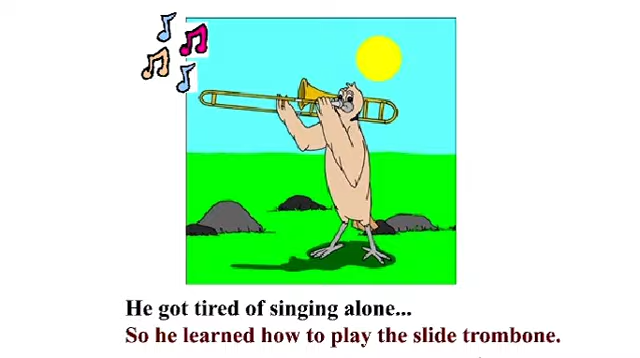 He got tired of singing alone...
So he learned how to play the slide trombone.